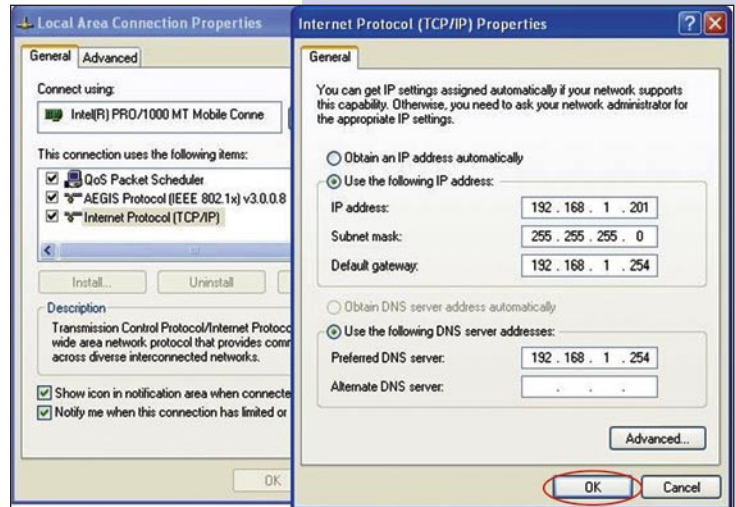 Local Area Connection Properties
General Advanced
Connect using:
Intel(R) PRO/1000 MT Mobile Conne
This connection uses the following items:
QoS Packet Scheduler
AEGIS Protocol (IEEE 802.1x) v3.0.0.8
Internet Protocol (TCP/IP)
Install... Uninstall
Description
Transmission Control Protocol/Internet Protoco
wide area network protocol that provides com
across diverse interconnected networks.
Show icon in notification area when connecte
Notify me when this connection has limited or
OK
Internet Protocol (TCP/IP) Properties
General
You can get IP settings assigned automatically if your network supports
this capability. Otherwise, you need to ask your network administrator for
the appropriate IP settings.
Obtain an IP address automatically
Use the following IP address:
IP address: 192 . 168 . 1 . 201
Subnet mask: 255 . 255 . 255 . 0
Default gateway: 192 . 168 . 1 . 254
Obtain DNS server address automatically
Use the following DNS server addresses:
Preferred DNS server: 192 . 168 . 1 . 254
Alternate DNS server: . . .
Advanced...
OK Cancel